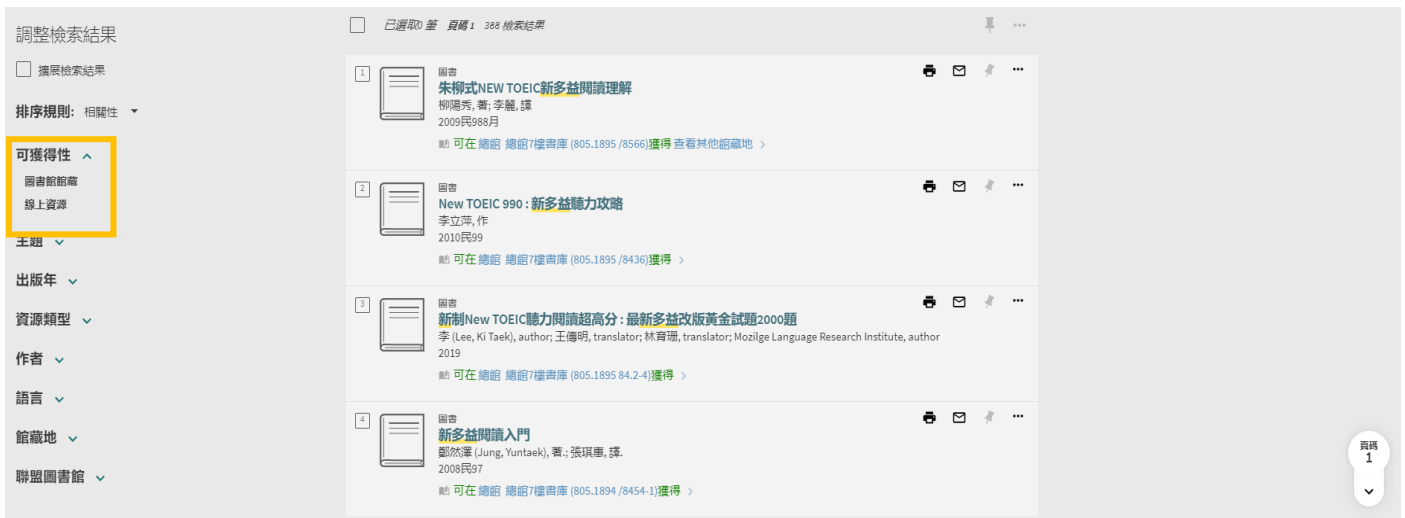 調整檢索結果
擴展檢索結果
排序規則: 相關性
可獲得性
圖書館館藏
線上資源
主題
出版年
資源類型
作者
語言
館藏地
聯盟圖書館
已選取0 筆 頁碼 1 388 檢索結果
1
圖書
朱柳式NEW TOEIC新多益閱讀理解
柳陽秀, 著; 李麗, 譯
2009民988月
可在 總館 總館7樓書庫 (805.1895 /8566)獲得 查看其他館藏地
2
圖書
New TOEIC 990 : 新多益聽力攻略
李立萍, 作
2010民99
可在 總館 總館7樓書庫 (805.1895 /8436)獲得
3
圖書
新制New TOEIC聽力閱讀超高分 : 最新多益改版黃金試題2000題
李 (Lee, Ki Taek), author; 王傳明, translator; 林育珊, translator; Mozilge Language Research Institute, author
2019
可在 總館 總館7樓書庫 (805.1895 84.2-4)獲得
4
圖書
新多益閱讀入門
鄭然澤 (Jung, Yuntaek), 著.; 張琪惠, 譯.
2008民97
可在 總館 總館7樓書庫 (805.1894 /8454-1)獲得
頁碼
1